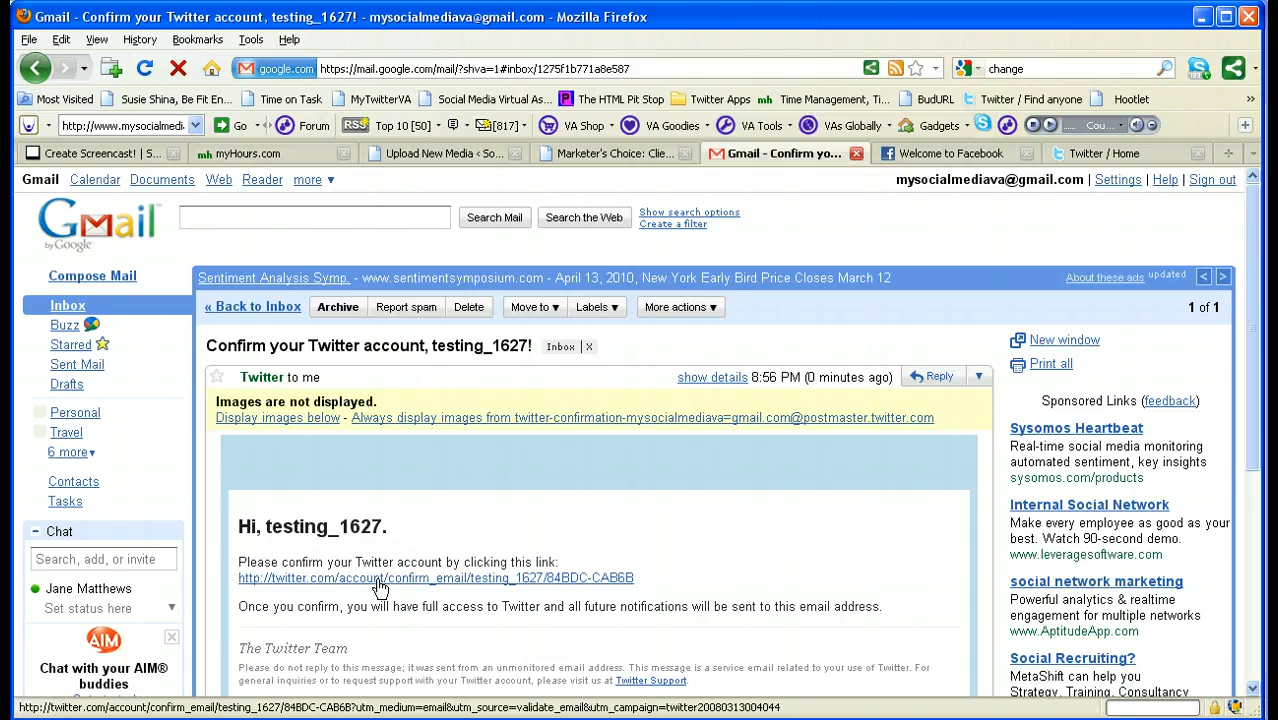 Gmail - Confirm your Twitter account, testing_1627! - mysocialmediava@gmail.com - Mozilla Firefox
File Edit View History Bookmarks Tools Help
google.com https://mail.google.com/mail/?shva=1#inbox/1275f1b771a8e587 change
Most Visited Susie Shina, Be Fit En... Time on Task MyTwitterVA Social Media Virtual As... The HTML Pit Stop Twitter Apps mh Time Management, Ti... BudURL Twitter / Find anyone Hootlet »
http://www.mysocialmedi. Go Forum RSS Top 10 [50] [817] VA Shop VA Goodies VA Tools VAs Globally Gadgets Cou...
Create Screencast! | S... mh myHours.com Upload New Media < So... Marketer's Choice: Clie... Gmail - Confirm yo... Welcome to Facebook Twitter / Home
Gmail Calendar Documents Web Reader more ▼ mysocialmediava@gmail.com | Settings | Help | Sign out
Gmail by Google Search Mail Search the Web Show search options
Create a filter
Compose Mail
Inbox
Buzz
Starred
Sent Mail
Drafts
Personal
Travel
6 more▼
Contacts
Tasks
Chat
Search, add, or invite
Jane Matthews
Set status here
AIM
Chat with your AIM®
buddies
Sentiment Analysis Symp. - www.sentimentsymposium.com - April 13, 2010, New York Early Bird Price Closes March 12 About these ads updated < >
« Back to Inbox Archive Report spam Delete Move to ▼ Labels ▼ More actions ▼ 1 of 1
Confirm your Twitter account, testing_1627! Inbox | X
Twitter to me show details 8:56 PM (0 minutes ago) Reply
Images are not displayed.
Display images below - Always display images from twitter-confirmation-mysocialmediava=gmail.com@postmaster.twitter.com
Hi, testing_1627.
Please confirm your Twitter account by clicking this link:
http://twitter.com/account/confirm_email/testing_1627/84BDC-CAB6B
Once you confirm, you will have full access to Twitter and all future notifications will be sent to this email address.
The Twitter Team
Please do not reply to this message; it was sent from an unmonitored email address. This message is a service email related to your use of Twitter. For
general inquiries or to request support with your Twitter account, please visit us at Twitter Support.
New window
Print all
Sponsored Links (feedback)
Sysomos Heartbeat
Real-time social media monitoring
automated sentiment, key insights
sysomos.com/products
Internal Social Network
Make every employee as good as your
best. Watch 90-second demo.
www.leveragesoftware.com
social network marketing
Powerful analytics & realtime
engagement for multiple networks
www.AptitudeApp.com
Social Recruiting?
MetaShift can help you
Strategy, Training, Consultancy
http://twitter.com/account/confirm_email/testing_1627/84BDC-CAB6B?utm_medium=email&utm_source=validate_email&utm_campaign=twitter20080313004044